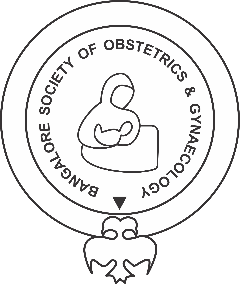 BANGALORE SOCIETY OF OBSTETRICS & GYNAECOLOGY